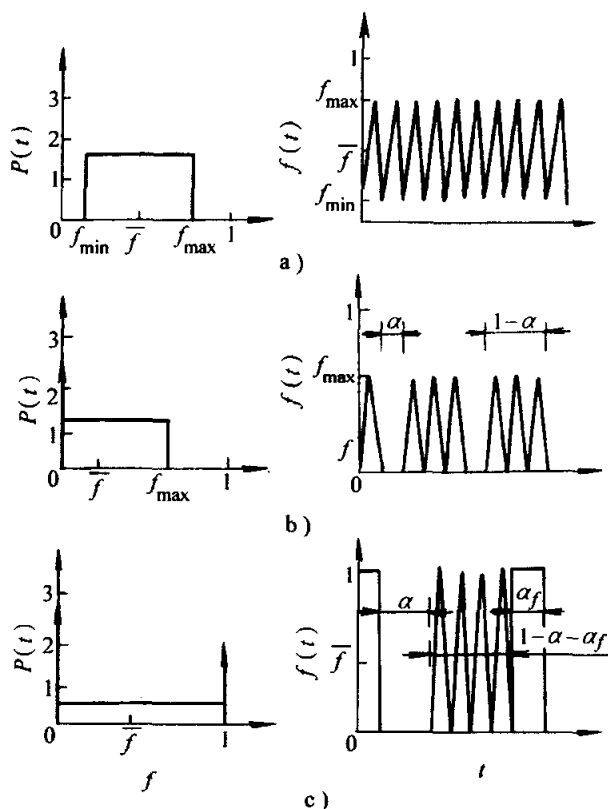 P(t)
3
2
1
0
f_min
f̄
f_max
1
f(t)
1
f_max
f̄
f_min
0
a )
P(t)
3
2
1
0
f̄
f_max
1
f(t)
1
α
1-α
f_max
f
0
b )
P(t)
3
2
1
0
f̄
1
f
f(t)
1
α
α_f
f̄
1-α-α_f
0
t
c )